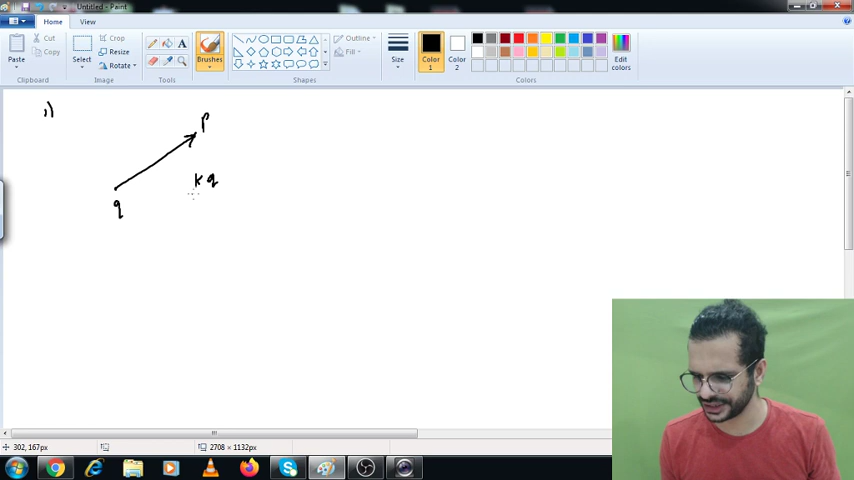 Untitled - Paint
Home
View
Paste
Cut
Copy
Clipboard
Select
Crop
Resize
Rotate
Image
A
Tools
Brushes
Shapes
Outline
Fill
Size
Color 1
Color 2
Edit colors
Colors
1)
P
kq
q
302, 167px
2708 × 1132px